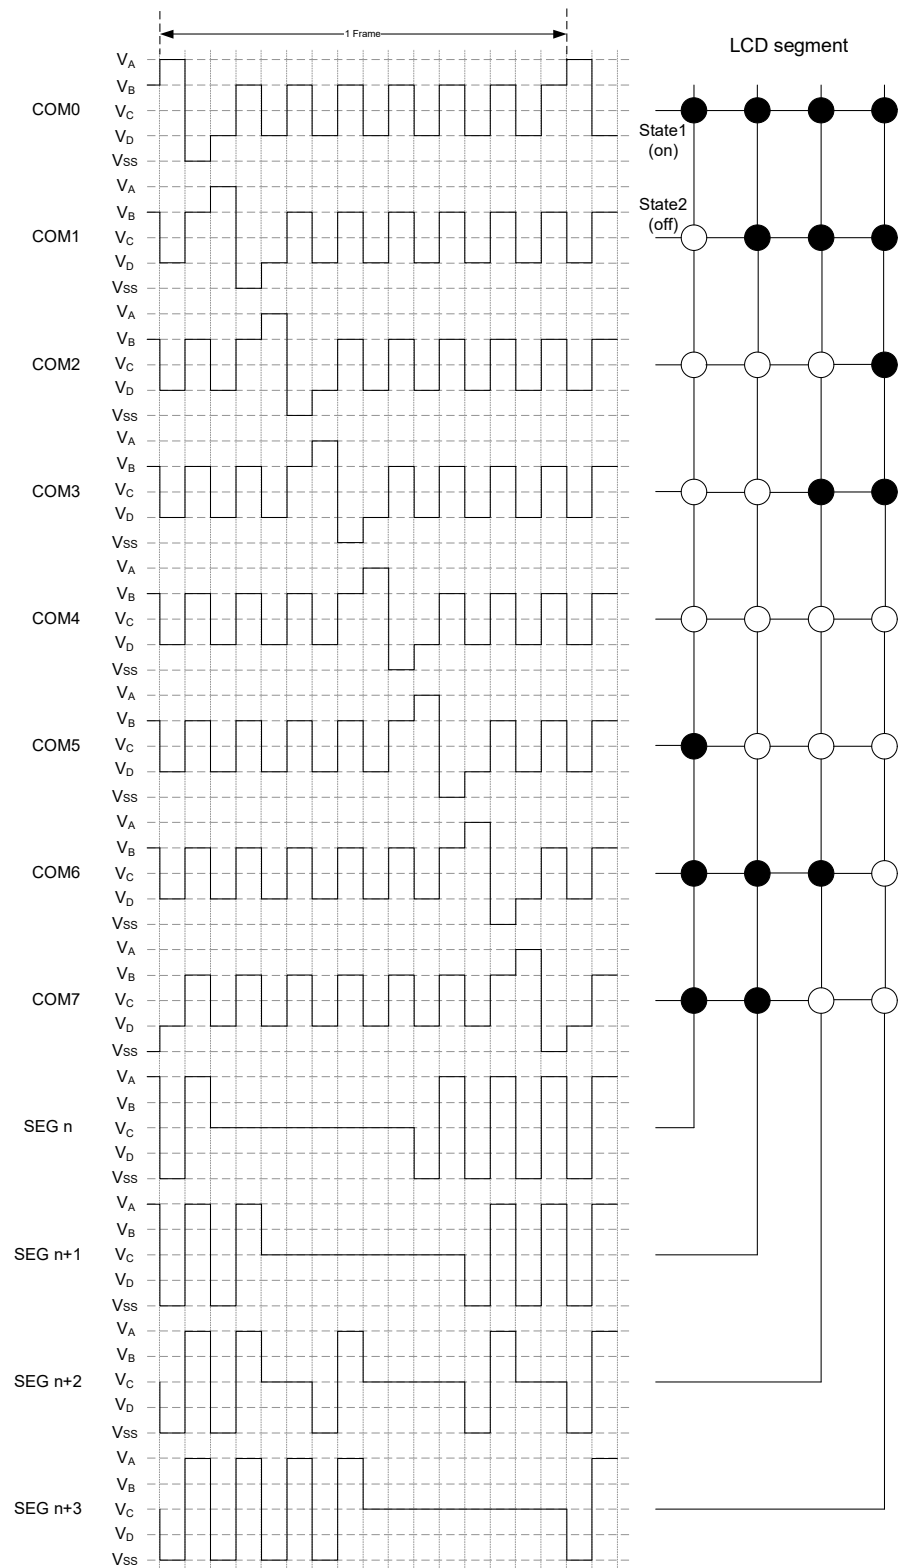 1 Frame
LCD segment
VA
VB
COM0
VC
VD
VSS
State1
(on)
VA
VB
COM1
VC
VD
VSS
State2
(off)
VA
VB
COM2
VC
VD
VSS
VA
VB
COM3
VC
VD
VSS
VA
VB
COM4
VC
VD
VSS
VA
VB
COM5
VC
VD
VSS
VA
VB
COM6
VC
VD
VSS
VA
VB
COM7
VC
VD
VSS
VA
VB
SEG n
VC
VD
VSS
VA
VB
SEG n+1
VC
VD
VSS
VA
VB
SEG n+2
VC
VD
VSS
VA
VB
SEG n+3
VC
VD
VSS